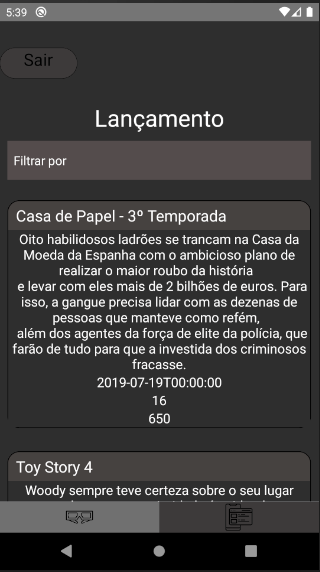 5:39
Sair
Lançamento
Filtrar por
Casa de Papel - 3º Temporada
Oito habilidosos ladrões se trancam na Casa da
Moeda da Espanha com o ambicioso plano de
realizar o maior roubo da história
e levar com eles mais de 2 bilhões de euros. Para
isso, a gangue precisa lidar com as dezenas de
pessoas que manteve como refém,
além dos agentes da força de elite da polícia, que
farão de tudo para que a investida dos criminosos
fracasse.
2019-07-19T00:00:00
16
650
Toy Story 4
Woody sempre teve certeza sobre o seu lugar